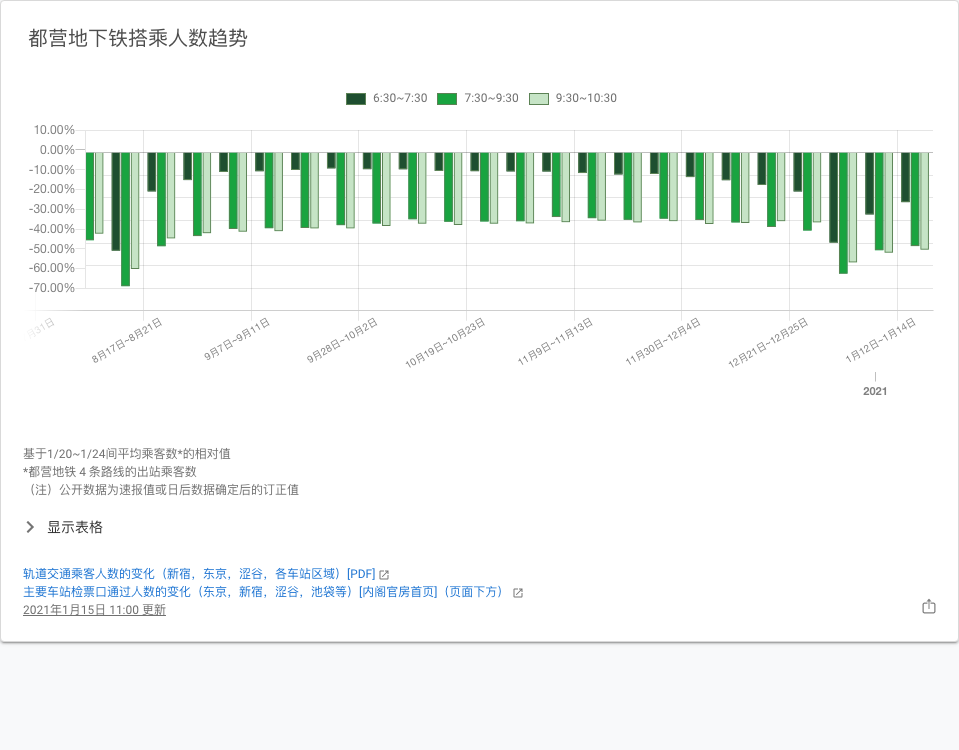 都营地下铁搭乘人数趋势
6:30~7:30 7:30~9:30 9:30~10:30
10.00%
0.00%
-10.00%
-20.00%
-30.00%
-40.00%
-50.00%
-60.00%
-70.00%
31日 8月17日~8月21日 9月7日~9月11日 9月28日~10月2日 10月19日~10月23日 11月9日~11月13日 11月30日~12月4日 12月21日~12月25日 1月12日~1月14日
2021
基于1/20~1/24间平均乘客数*的相对值
*都营地铁 4 条路线的出站乘客数
（注）公开数据为速报值或日后数据确定后的订正值
显示表格
轨道交通乘客人数的变化（新宿，东京，涩谷，各车站区域）[PDF]
主要车站检票口通过人数的变化（东京，新宿，涩谷，池袋等）[内阁官房首页]（页面下方）
2021年1月15日 11:00 更新